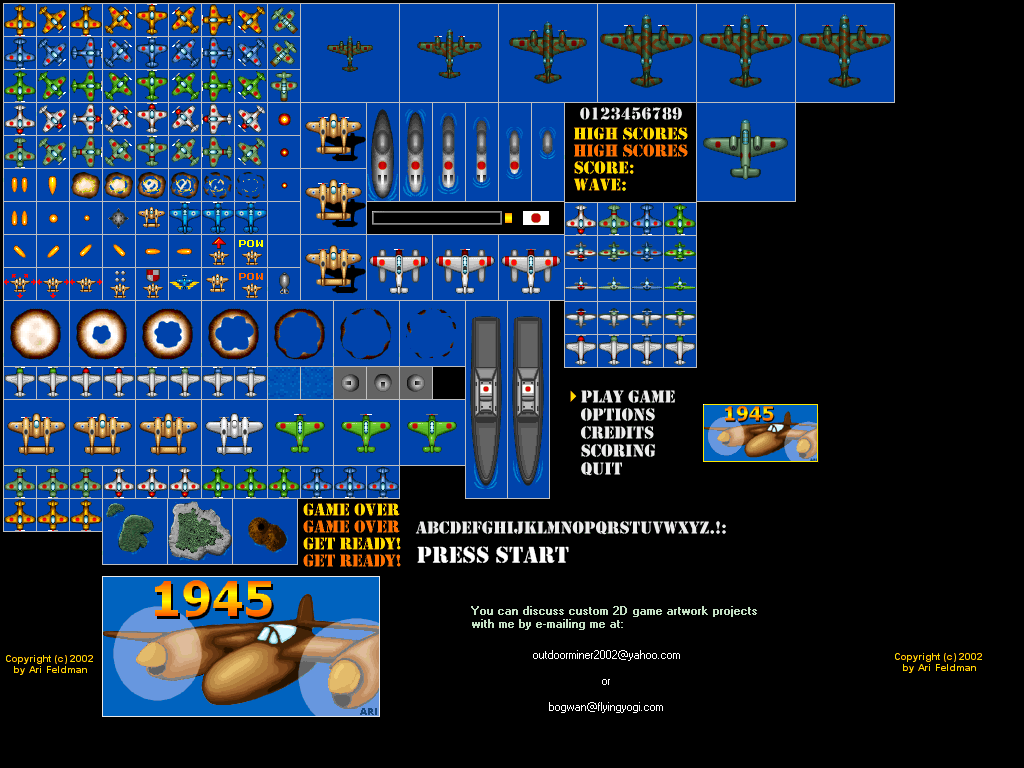 0123456789
HIGH SCORES
HIGH SCORES
SCORE:
WAVE:
POW
POW
PLAY GAME
OPTIONS
CREDITS
SCORING
QUIT
1945
GAME OVER
GAME OVER
GET READY!
GET READY!
ABCDEFGHIJKLMNOPQRSTUVWXYZ.!:
PRESS START
1945
ARI
You can discuss custom 2D game artwork projects
with me by e-mailing me at:
outdoorminer2002@yahoo.com
or
bogwan@flyingyogi.com
Copyright (c) 2002
by Ari Feldman
Copyright (c) 2002
by Ari Feldman